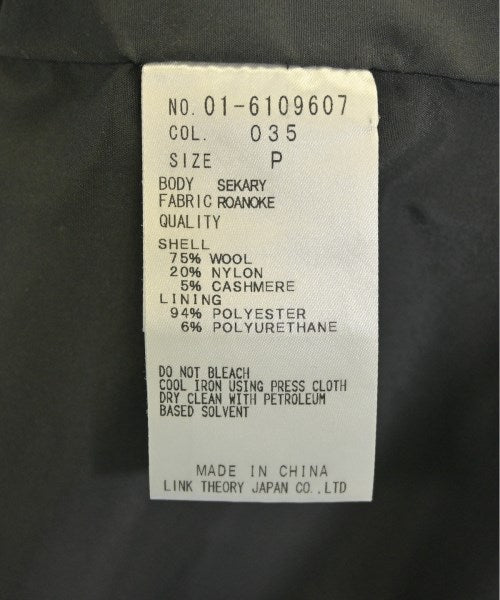 NO. 01-6109607
COL. 035
SIZE P
BODY SEKARY
FABRIC ROANOKE
QUALITY
SHELL
75% WOOL
20% NYLON
5% CASHMERE
LINING
94% POLYESTER
6% POLYURETHANE
DO NOT BLEACH
COOL IRON USING PRESS CLOTH
DRY CLEAN WITH PETROLEUM
BASED SOLVENT
MADE IN CHINA
LINK THEORY JAPAN CO.,LTD